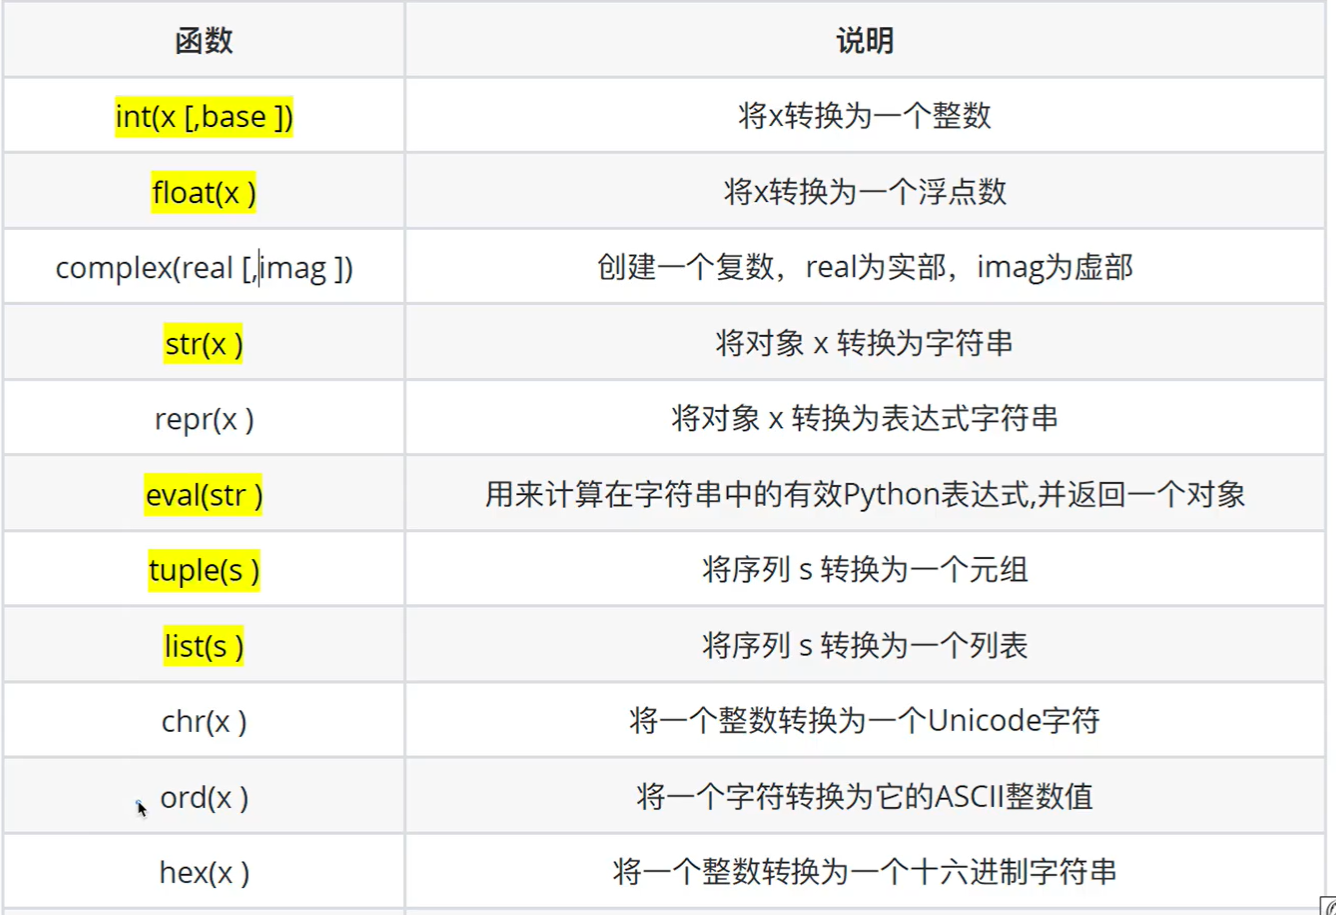 函数 说明
int(x [,base ]) 将x转换为一个整数
float(x ) 将x转换为一个浮点数
complex(real [,imag ]) 创建一个复数，real为实部，imag为虚部
str(x ) 将对象 x 转换为字符串
repr(x ) 将对象 x 转换为表达式字符串
eval(str ) 用来计算在字符串中的有效Python表达式,并返回一个对象
tuple(s ) 将序列 s 转换为一个元组
list(s ) 将序列 s 转换为一个列表
chr(x ) 将一个整数转换为一个Unicode字符
ord(x ) 将一个字符转换为它的ASCII整数值
hex(x ) 将一个整数转换为一个十六进制字符串